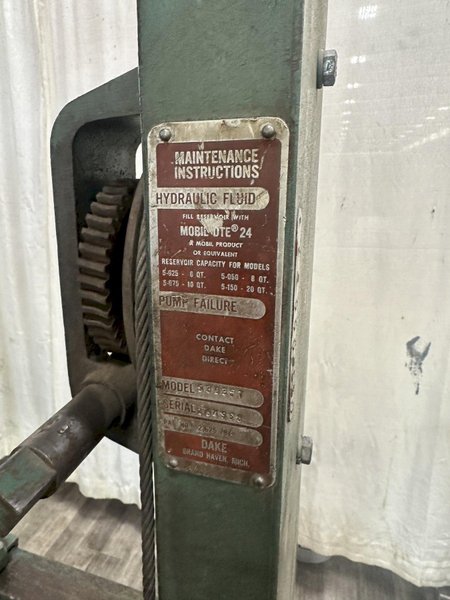 MAINTENANCE
INSTRUCTIONS
HYDRAULIC FLUID
FILL RESERVOIR WITH
MOBIL DTE® 24
A MOBIL PRODUCT
OR EQUIVALENT
RESERVOIR CAPACITY FOR MODELS
5-025 - 6 QT. 5-050 - 8 QT.
5-075 - 10 QT. 5-150 - 20 QT.
PUMP FAILURE
CONTACT
DAKE
DIRECT
MODEL
SERIAL
DAKE
GRAND HAVEN, MICH.